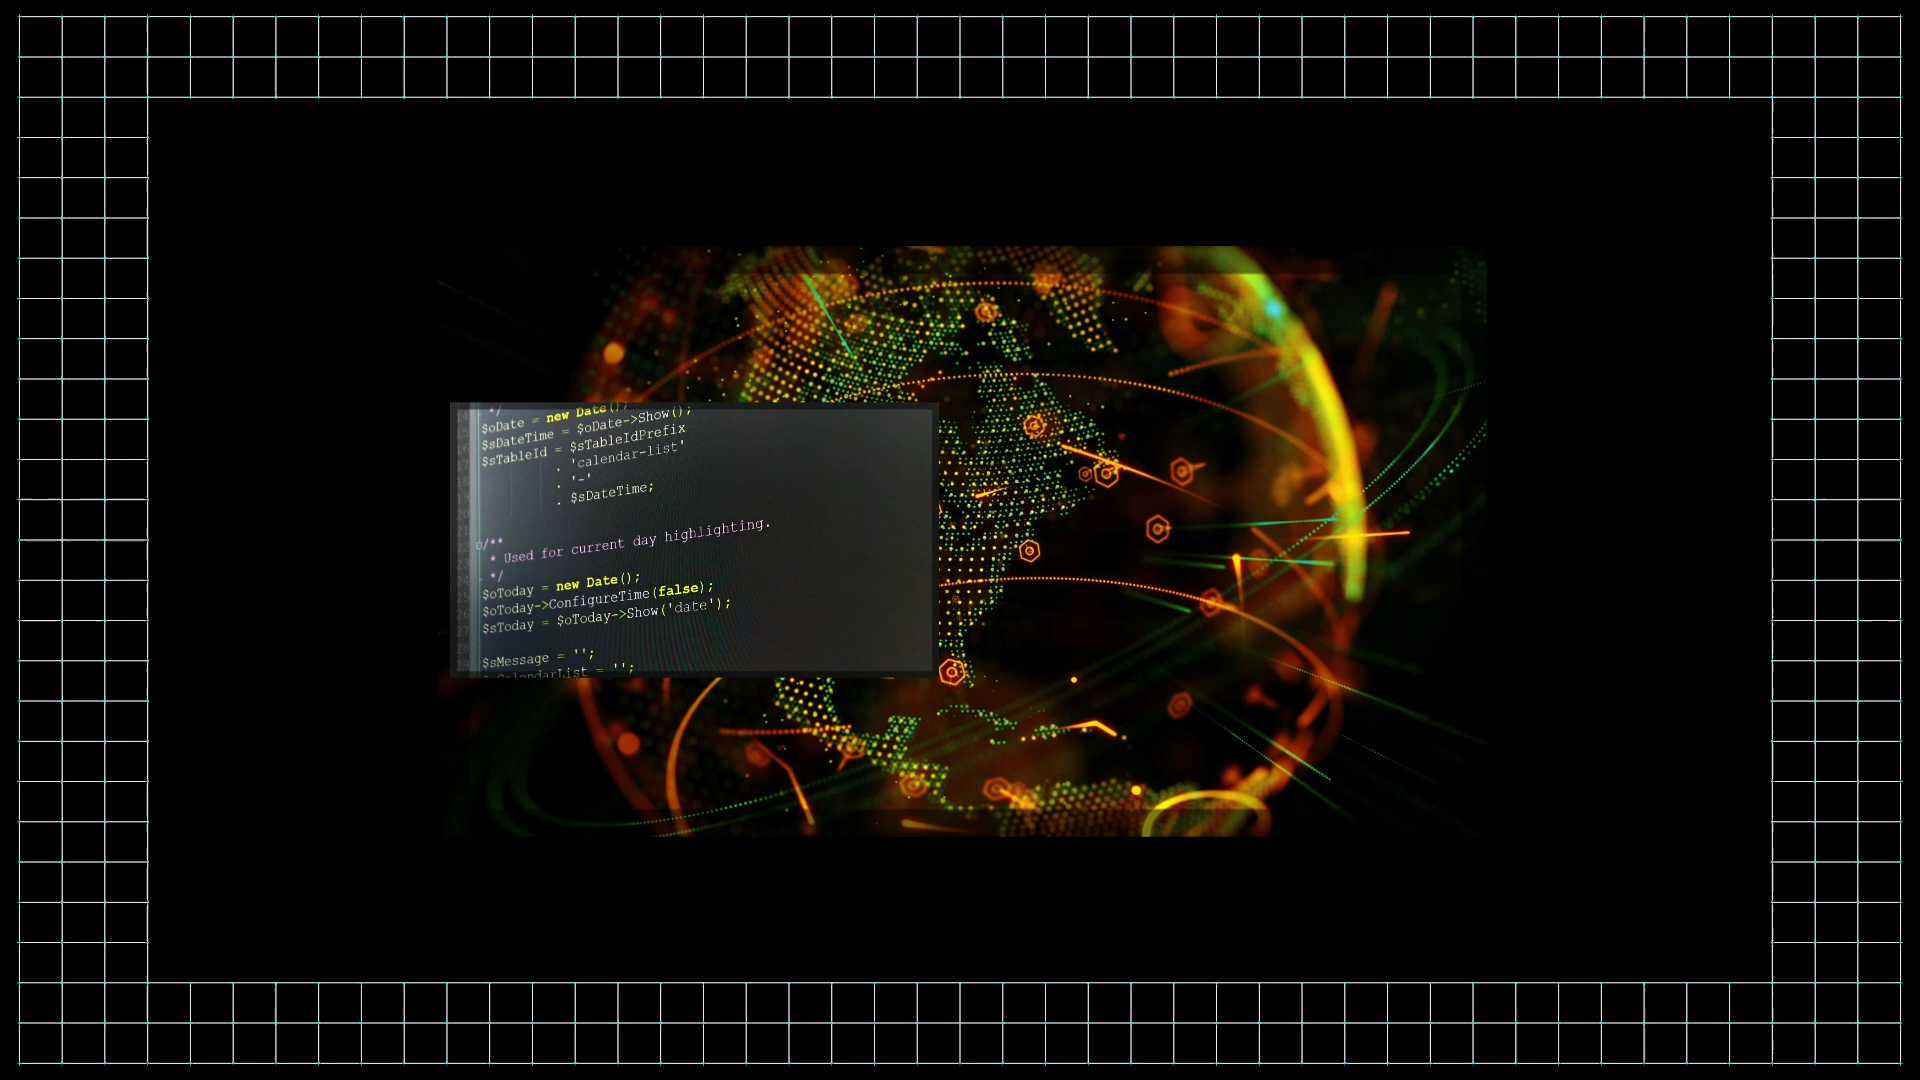 */
$oDate = new Date();
$sDateTime = $oDate->Show();
$sTableId = $sTableIdPrefix
. 'calendar-list'
. '-'
. $sDateTime;
/**
* Used for current day highlighting.
*/
$oToday = new Date();
$oToday->ConfigureTime(false);
$sToday = $oToday->Show('date');
$sMessage = '';
CalendarList = '';